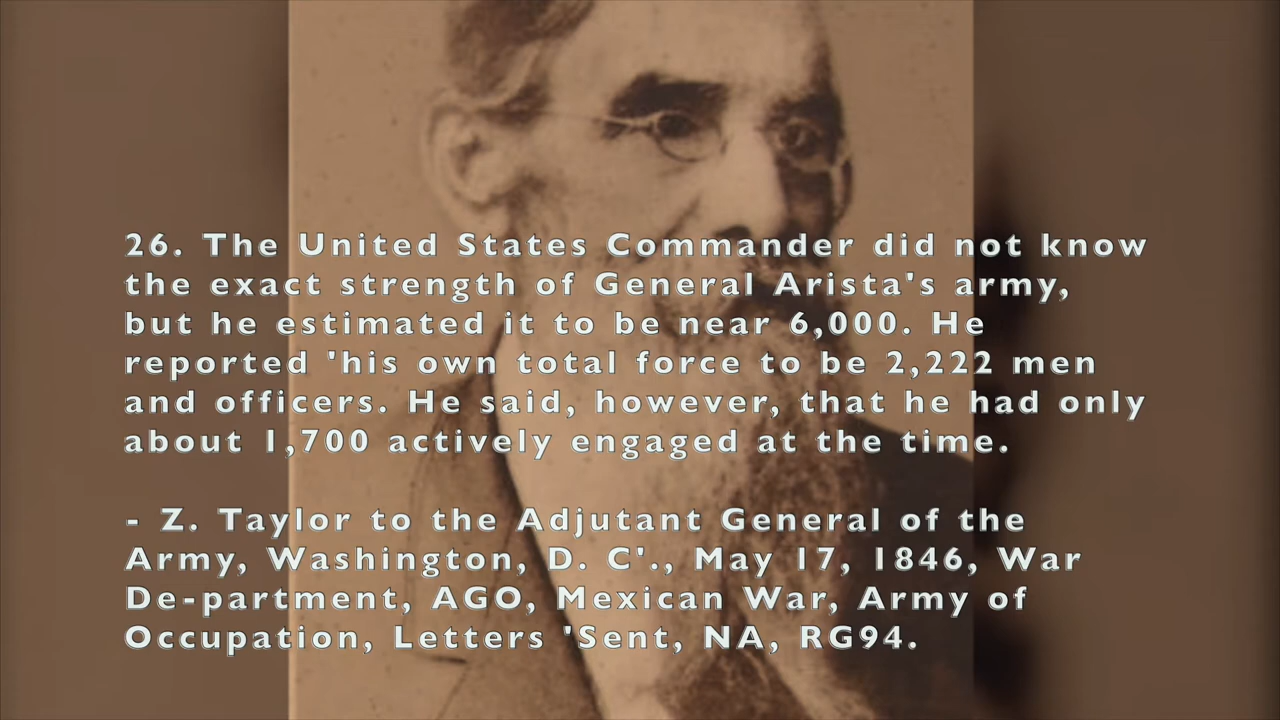 26. The United States Commander did not know
the exact strength of General Arista's army,
but he estimated it to be near 6,000. He
reported 'his own total force to be 2,222 men
and officers. He said, however, that he had only
about 1,700 actively engaged at the time.
- Z. Taylor to the Adjutant General of the
Army, Washington, D. C'., May 17, 1846, War
De-partment, AGO, Mexican War, Army of
Occupation, Letters 'Sent, NA, RG94.